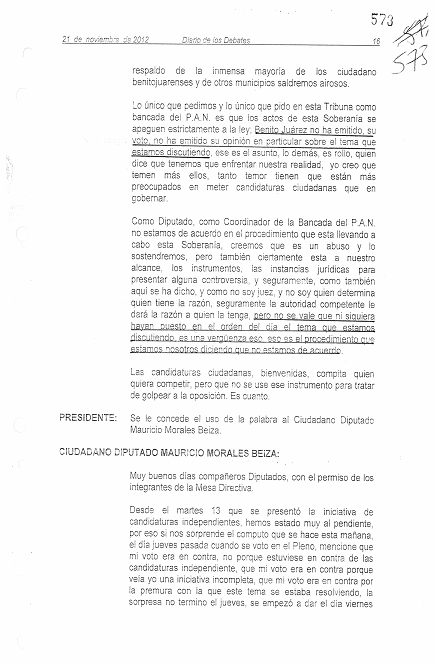 573
573
21 de noviembre de 2012 Diario de los Debates 16
respaldo de la inmensa mayoría de los ciudadano
benitojuarenses y de otros municipios saldremos airosos.
Lo único que pedimos y lo único que pido en esta Tribuna como
bancada del P.A.N. es que los actos de esta Soberanía se
apeguen estrictamente a la ley; Benito Juárez no ha emitido, su
voto, no ha emitido su opinión en particular sobre el tema que
estamos discutiendo, ese es el asunto, lo demás, es rollo, quien
dice que tenemos que enfrentar nuestra realidad, yo creo que
temen más ellos, tanto temor tienen que están más
preocupados en meter candidaturas ciudadanas que en
gobernar.
Como Diputado, como Coordinador de la Bancada del P.A.N.
no estamos de acuerdo en el procedimiento que esta llevando a
cabo esta Soberanía, creemos que es un abuso y lo
sostendremos, pero también ciertamente esta a nuestro
alcance, los instrumentos, las instancias jurídicas para
presentar alguna controversia, y seguramente, como también
aquí se ha dicho, y como no soy juez, y no soy quien determina
quien tiene la razón, seguramente la autoridad competente le
dará la razón a quien la tenga, pero no se vale que ni siquiera
hayan puesto en el orden del día el tema que estamos
discutiendo, es una vergüenza eso, ese es el procedimiento que
estamos nosotros diciendo que no estamos de acuerdo.
Las candidaturas ciudadanas, bienvenidas, compita quien
quiera competir, pero que no se use ese instrumento para tratar
de golpear a la oposición. Es cuanto.
PRESIDENTE: Se le concede el uso de la palabra al Ciudadano Diputado
Mauricio Morales Beiza.
CIUDADANO DIPUTADO MAURICIO MORALES BEIZA:
Muy buenos días compañeros Diputados, con el permiso de los
integrantes de la Mesa Directiva.
Desde el martes 13 que se presentó la iniciativa de
candidaturas independientes, hemos estado muy al pendiente,
por eso si nos sorprende el computo que se hace esta mañana,
el día jueves pasada cuando se voto en el Pleno, mencione que
mi voto era en contra, no porque estuviese en contra de las
candidaturas independiente, que mi voto era en contra porque
veía yo una iniciativa incompleta, que mi voto era en contra por
la premura con la que este tema se estaba resolviendo, la
sorpresa no termino el jueves, se empezó a dar el día viernes